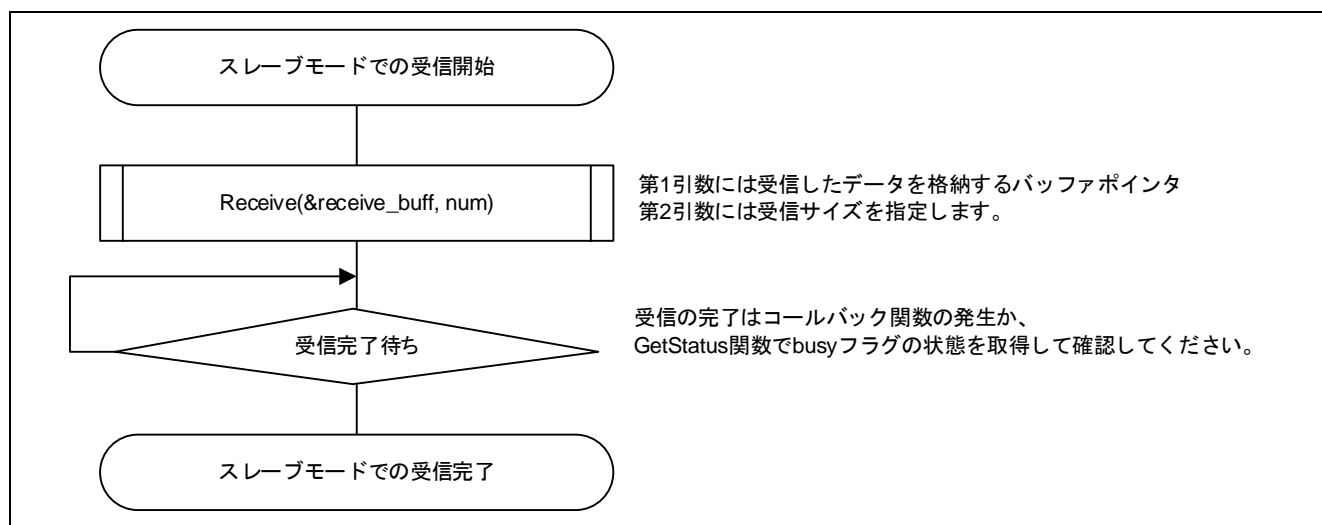 スレーブモードでの受信開始
Receive(&receive_buff, num)
第1引数には受信したデータを格納するバッファポインタ
第2引数には受信サイズを指定します。
受信完了待ち
受信の完了はコールバック関数の発生か、
GetStatus関数でbusyフラグの状態を取得して確認してください。
スレーブモードでの受信完了